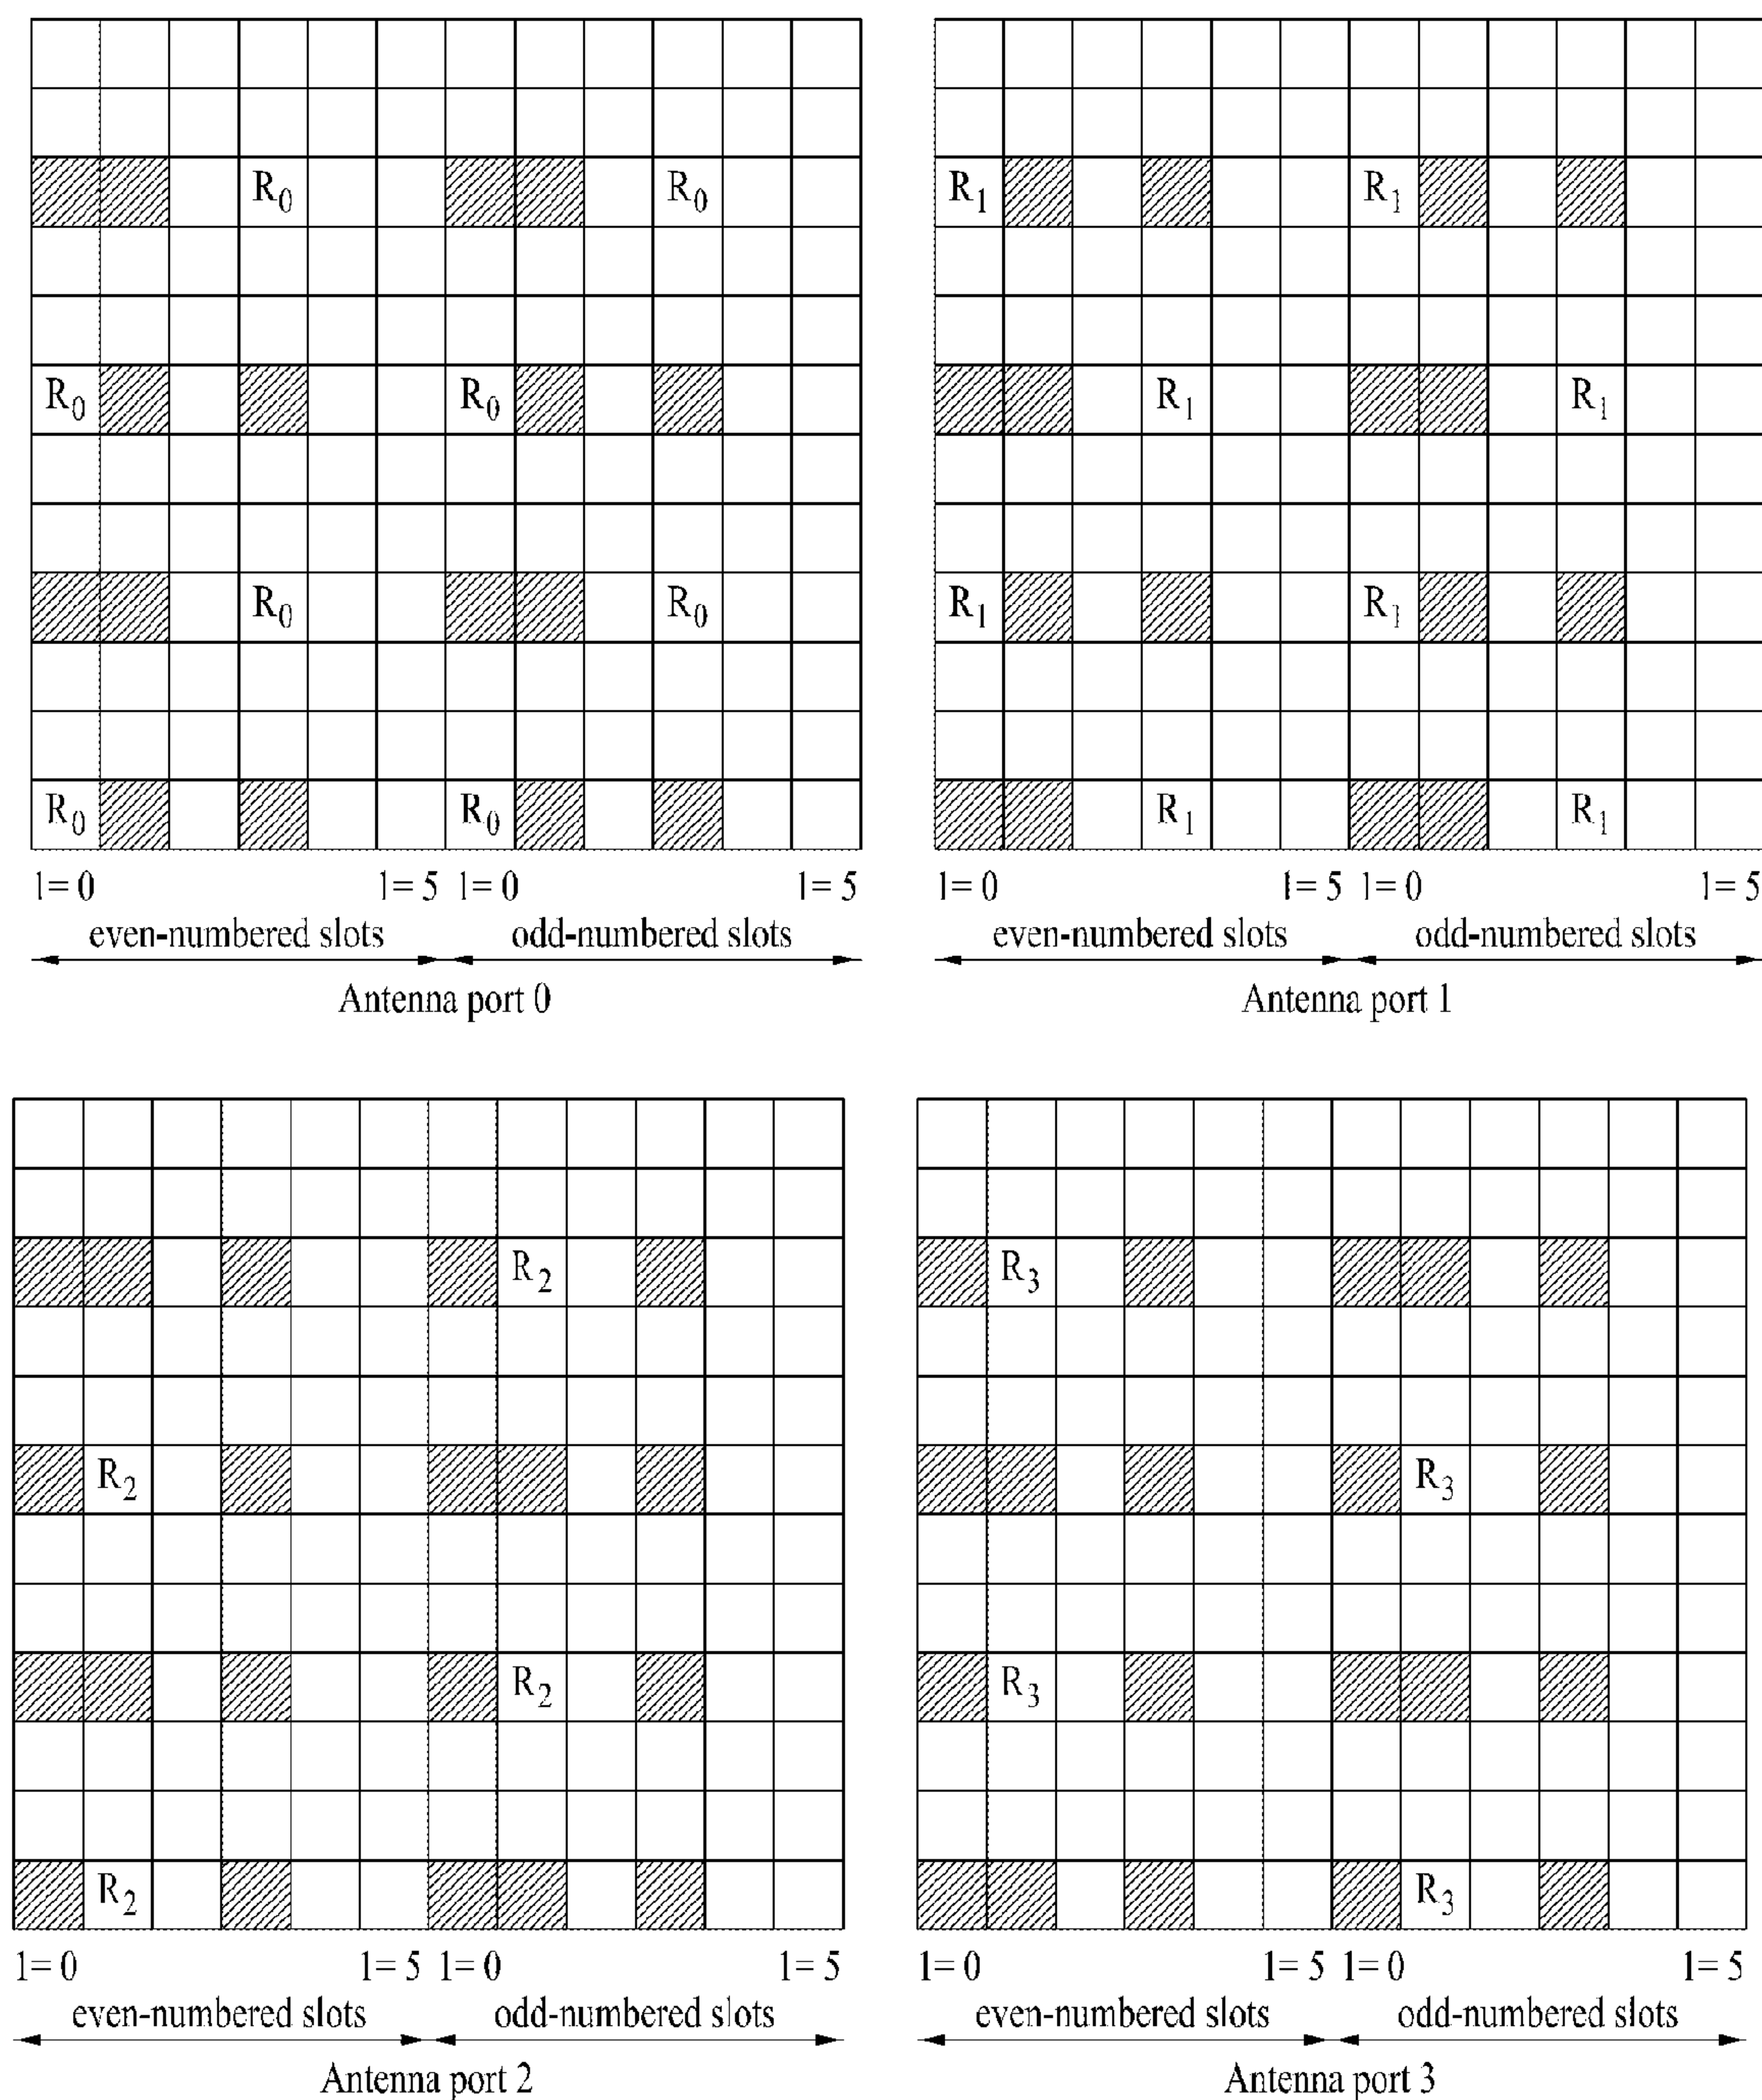 R0 R0 R1 R1
R0 R0 R1 R1
R0 R0 R1 R1
R0 R0 R1 R1
l= 0 l= 5 l= 0 l= 5 l= 0 l= 5 l= 0 l= 5
even-numbered slots odd-numbered slots even-numbered slots odd-numbered slots
Antenna port 0 Antenna port 1
R2 R3
R2 R3
R2 R3
R2 R3
l= 0 l= 5 l= 0 l= 5 l= 0 l= 5 l= 0 l= 5
even-numbered slots odd-numbered slots even-numbered slots odd-numbered slots
Antenna port 2 Antenna port 3